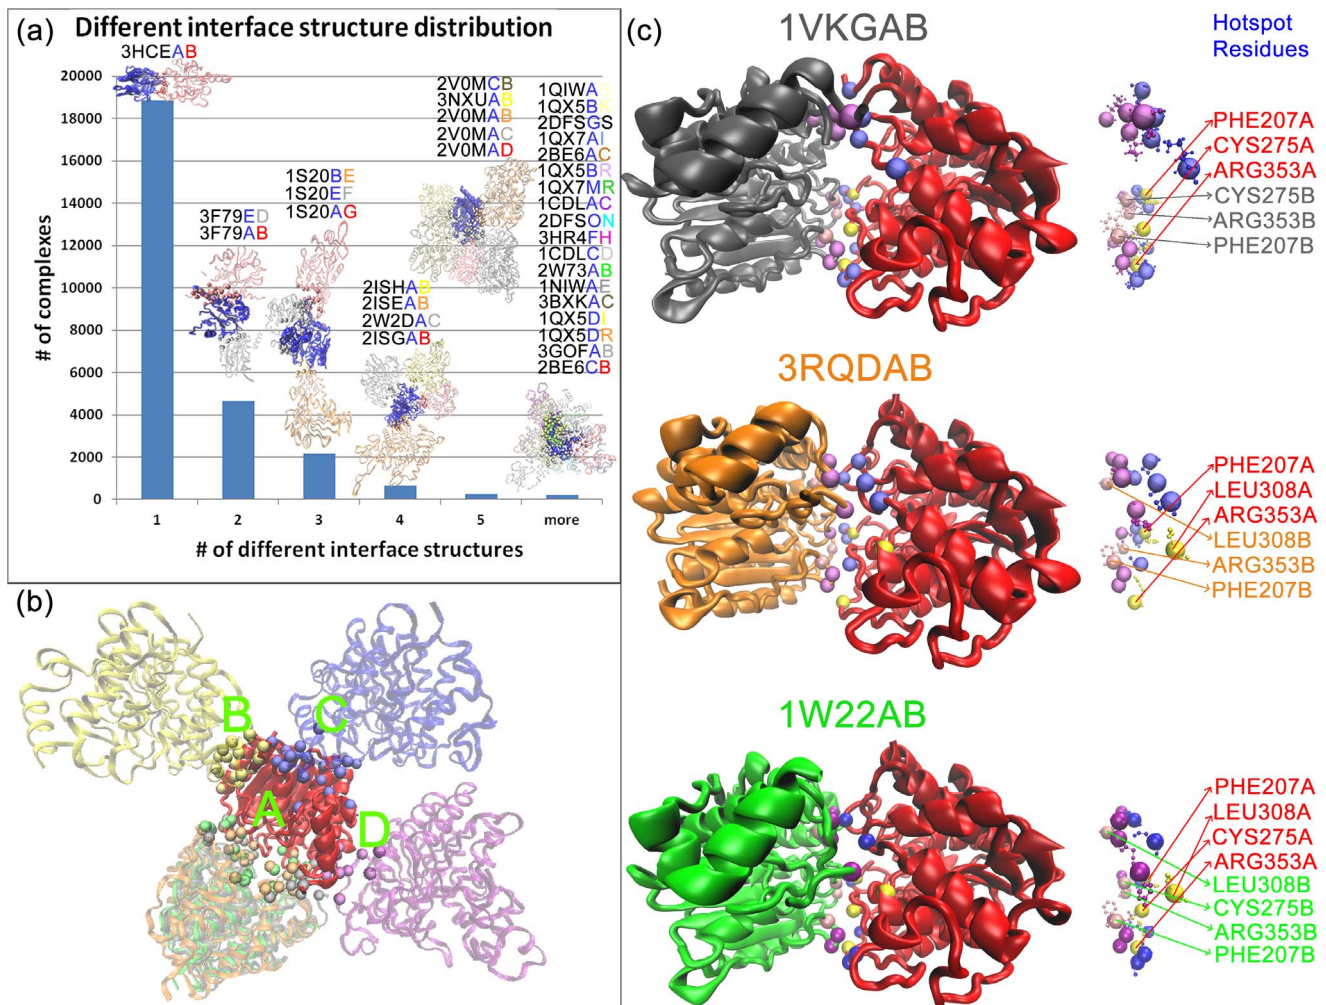 (a)
Different interface structure distribution
3HCEAB
20000
18000
16000
14000
12000
10000
8000
6000
4000
2000
0
# of complexes
3F79ED
3F79AB
1S20BE
1S20EF
1S20AG
2ISHAB
2ISEAB
2W2DAC
2ISGAB
2V0MCB
3NXUAB
2V0MAB
2V0MAC
2V0MAD
1QIWA
1QX5B
2DFSGS
1QX7AI
2BE6AC
1QX5BR
1QX7MR
1CDLAC
2DFSON
3HR4FH
1CDLCD
2W73AB
1NIWAE
3BXKAC
1QX5DI
1QX5DR
3GOFAB
2BE6CB
1 2 3 4 5 more
# of different interface structures
(b)
B
C
A
D
(c)
1VKGAB
Hotspot
Residues
PHE207A
CYS275A
ARG353A
CYS275B
ARG353B
PHE207B
3RQDAB
PHE207A
LEU308A
ARG353A
LEU308B
ARG353B
PHE207B
1W22AB
PHE207A
LEU308A
CYS275A
ARG353A
LEU308B
CYS275B
ARG353B
PHE207B